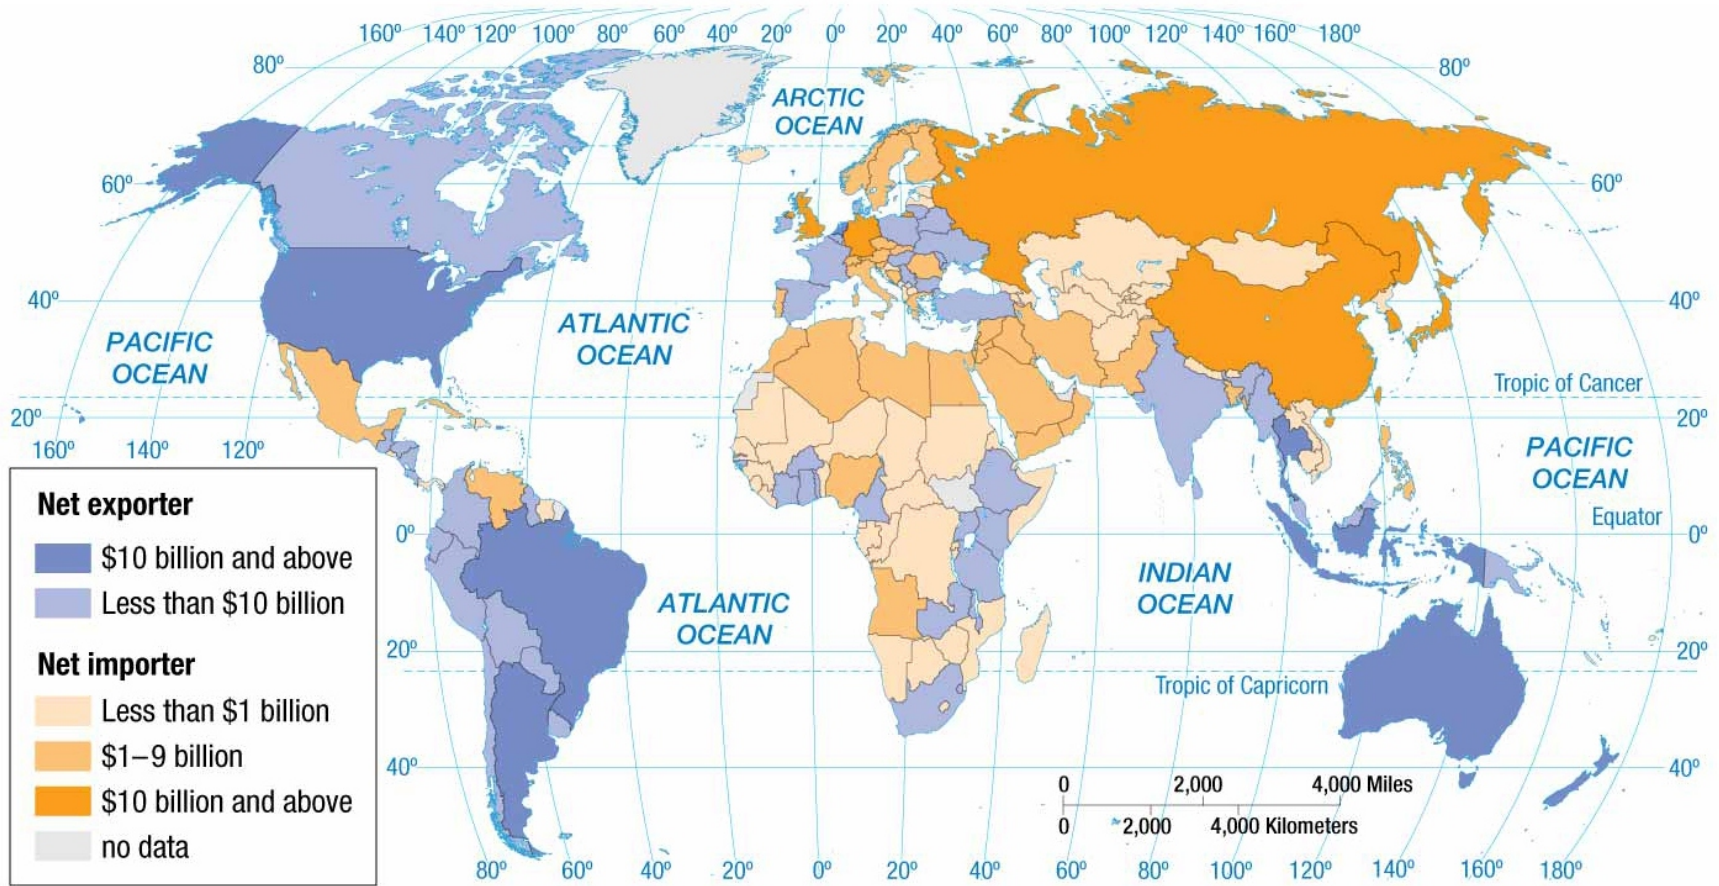 160º 140º 120º 100º 80º 60º 40º 20º 0º 20º 40º 60º 80º 100º 120º 140º 160º 180º
80º 80º
ARCTIC
OCEAN
60º 60º
40º 40º
PACIFIC
OCEAN
ATLANTIC
OCEAN
Tropic of Cancer
20º 20º
160º 140º 120º
PACIFIC
OCEAN
Equator
0º 0º
INDIAN
OCEAN
ATLANTIC
OCEAN
20º 20º
Tropic of Capricorn
40º 40º
Net exporter
$10 billion and above
Less than $10 billion
Net importer
Less than $1 billion
$1–9 billion
$10 billion and above
no data
0 2,000 4,000 Miles
0 2,000 4,000 Kilometers
80º 60º 40º 20º 0º 20º 40º 60º 80º 100º 120º 140º 160º 180º